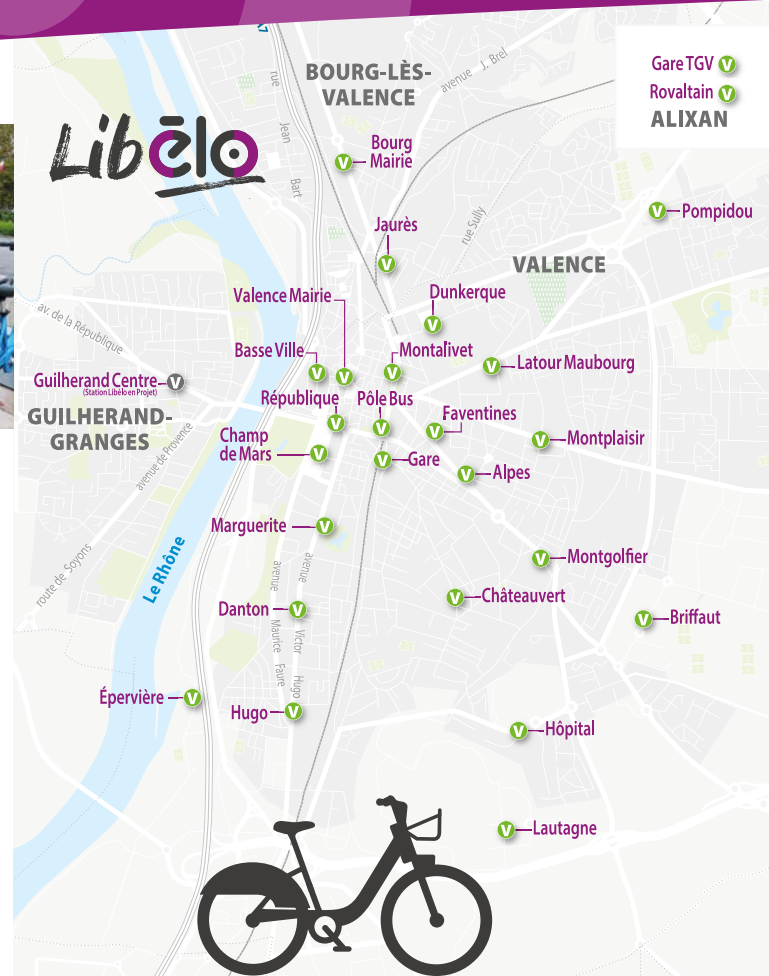 A7
BOURG-LÈS-
VALENCE
avenue J. Brel
Gare TGV V
Rovaltain V
ALIXAN
rue
Jean
Bart
Libēlo
Bourg
Mairie
V
rue Sully
V Pompidou
Jaurès
V
VALENCE
Valence Mairie
V
Dunkerque
V
av. de la République
Basse Ville
V
Montalivet
V
V Latour Maubourg
Guilherand Centre V
(Station Libélo en Projet)
GUILHERAND-
GRANGES
République
V
Pôle Bus
V
Faventines
V
avenue de Provence
Champ
de Mars V
V Gare
V Montplaisir
V Alpes
Marguerite V
Le Rhône
route de Soyons
V Montgolfier
avenue
Maurice
Faure
avenue
Victor
Hugo
V Châteauvert
Danton V
V Briffaut
Épervière V
Hugo V
V Hôpital
V Lautagne